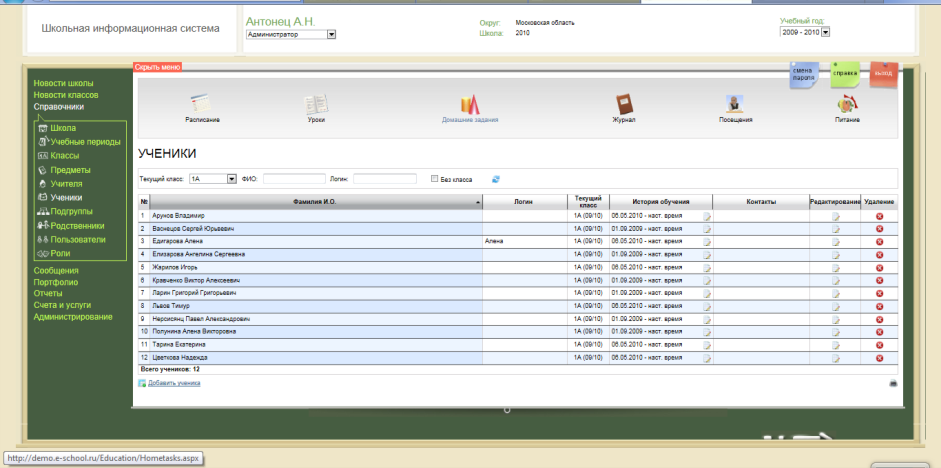 Школьная информационная система
Антонец А.Н.
Администратор
Округ: Московская область
Школа: 2010
Учебный год:
2009 - 2010
Скрыть меню
смена пароля
справка
выход
Новости школы
Новости классов
Справочники
Школа
Учебные периоды
Классы
Предметы
Учителя
Ученики
Подгруппы
Родственники
Пользователи
Роли
Сообщения
Портфолио
Отчеты
Счета и услуги
Администрирование
Расписание Уроки Домашние задания Журнал Посещения Питание
УЧЕНИКИ
Текущий класс: 1А ФИО: Логин: Без класса
№ Фамилия И.О. Логин Текущий класс История обучения Контакты Редактирование Удаление
1 Арунов Владимир 1А (09/10) 06.05.2010 - наст. время
2 Васнецов Сергей Юрьевич 1А (09/10) 01.09.2009 - наст. время
3 Едигарова Алена Алена 1А (09/10) 06.05.2010 - наст. время
4 Елизарова Ангелина Сергеевна 1А (09/10) 01.09.2009 - наст. время
5 Жарилов Игорь 1А (09/10) 06.05.2010 - наст. время
6 Кравченко Виктор Алексеевич 1А (09/10) 01.09.2009 - наст. время
7 Ларин Григорий Григорьевич 1А (09/10) 01.09.2009 - наст. время
8 Львов Тимур 1А (09/10) 06.05.2010 - наст. время
9 Нерсисянц Павел Александрович 1А (09/10) 01.09.2009 - наст. время
10 Полунина Алена Викторовна 1А (09/10) 01.09.2009 - наст. время
11 Тарина Екатерина 1А (09/10) 06.05.2010 - наст. время
12 Цветкова Надежда 1А (09/10) 06.05.2010 - наст. время
Всего учеников: 12
Добавить ученика
http://demo.e-school.ru/Education/Hometasks.aspx